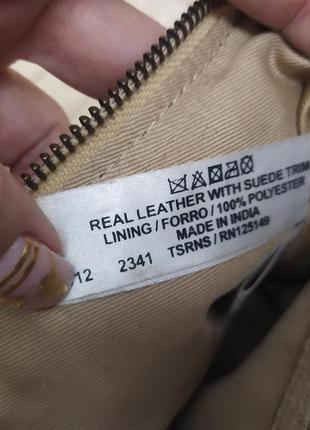 REAL LEATHER WITH SUEDE TRIM
LINING / FORRO / 100% POLYESTER
MADE IN INDIA
12 2341 TSRNS / RN125149